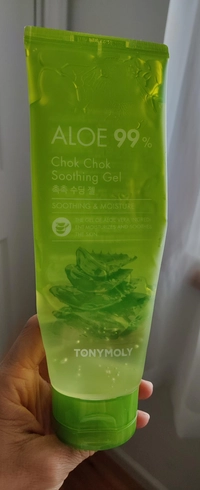 ALOE 99%
Chok Chok
Soothing Gel
촉촉 수딩 젤
SOOTHING & MOISTURE
TONYMOLY